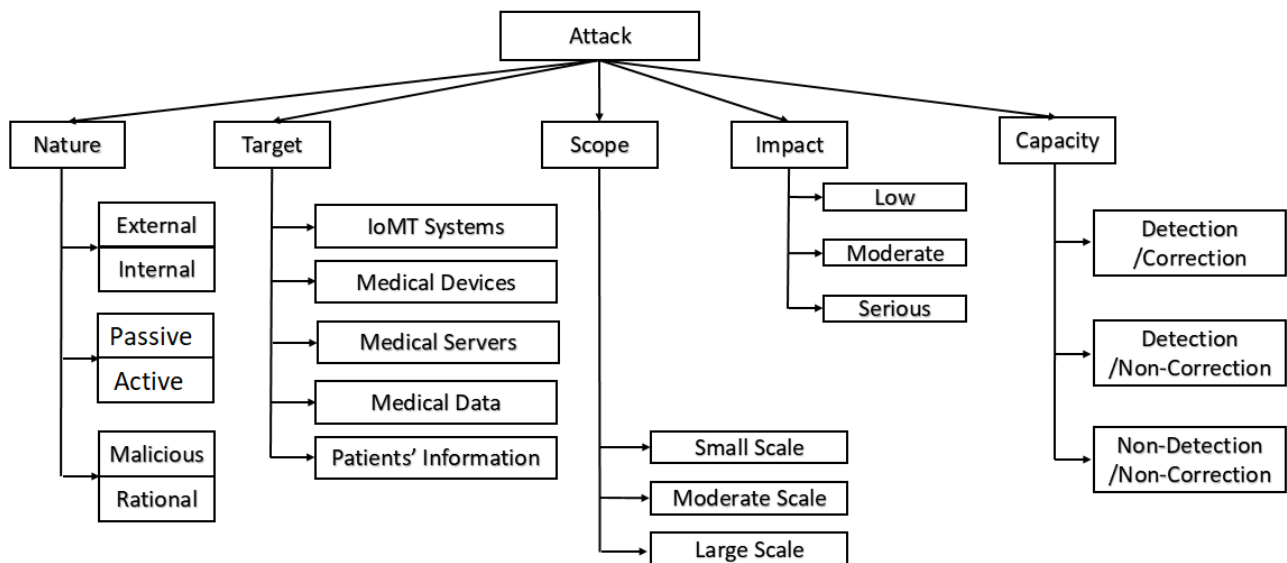 Attack
Nature
Target
Scope
Impact
Capacity
External
Internal
Passive
Active
Malicious
Rational
IoMT Systems
Medical Devices
Medical Servers
Medical Data
Patients’ Information
Small Scale
Moderate Scale
Large Scale
Low
Moderate
Serious
Detection
/Correction
Detection
/Non-Correction
Non-Detection
/Non-Correction